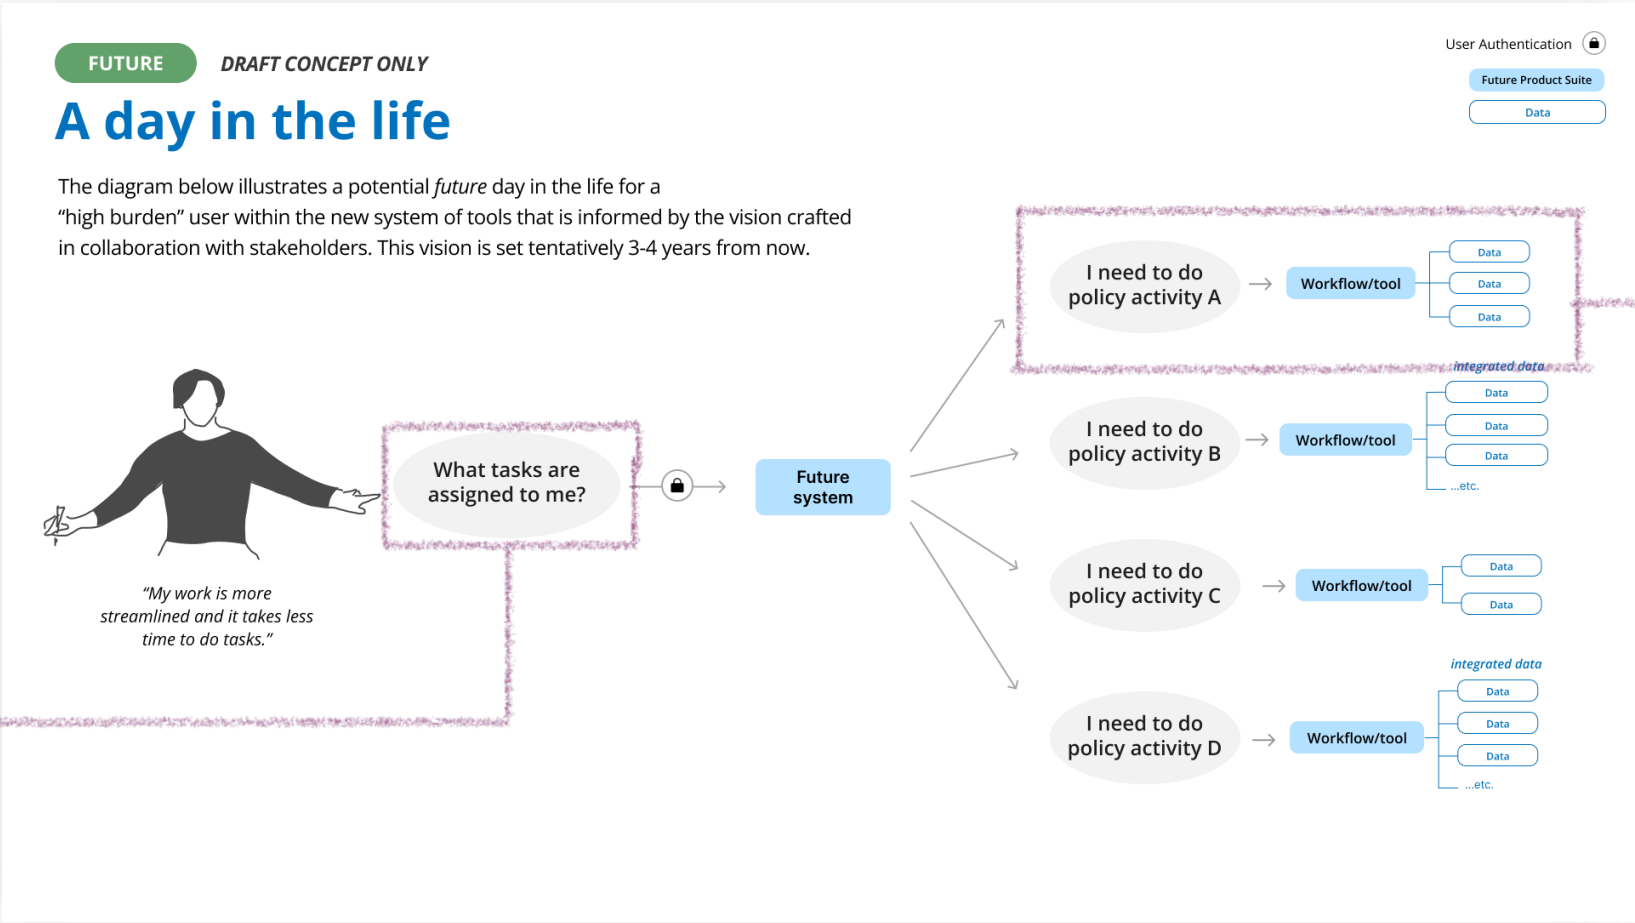 FUTURE
DRAFT CONCEPT ONLY
User Authentication
Future Product Suite
Data
A day in the life
The diagram below illustrates a potential future day in the life for a
“high burden” user within the new system of tools that is informed by the vision crafted
in collaboration with stakeholders. This vision is set tentatively 3-4 years from now.
“My work is more
streamlined and it takes less
time to do tasks.”
What tasks are
assigned to me?
Future
system
I need to do
policy activity A
Workflow/tool
Data
Data
Data
I need to do
policy activity B
Workflow/tool
integrated data
Data
Data
Data
...etc.
I need to do
policy activity C
Workflow/tool
Data
Data
I need to do
policy activity D
Workflow/tool
integrated data
Data
Data
Data
...etc.